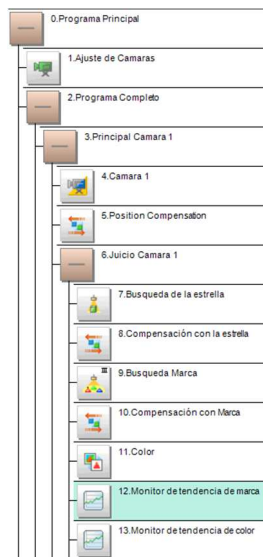 0.Programa Principal
1.Ajuste de Camaras
2.Programa Completo
3.Principal Camara 1
4.Camara 1
5.Position Compensation
6.Juicio Camara 1
7.Busqueda de la estrella
8.Compensación con la estrella
9.Busqueda Marca
10.Compensación con Marca
11.Color
12.Monitor de tendencia de marca
13.Monitor de tendencia de color